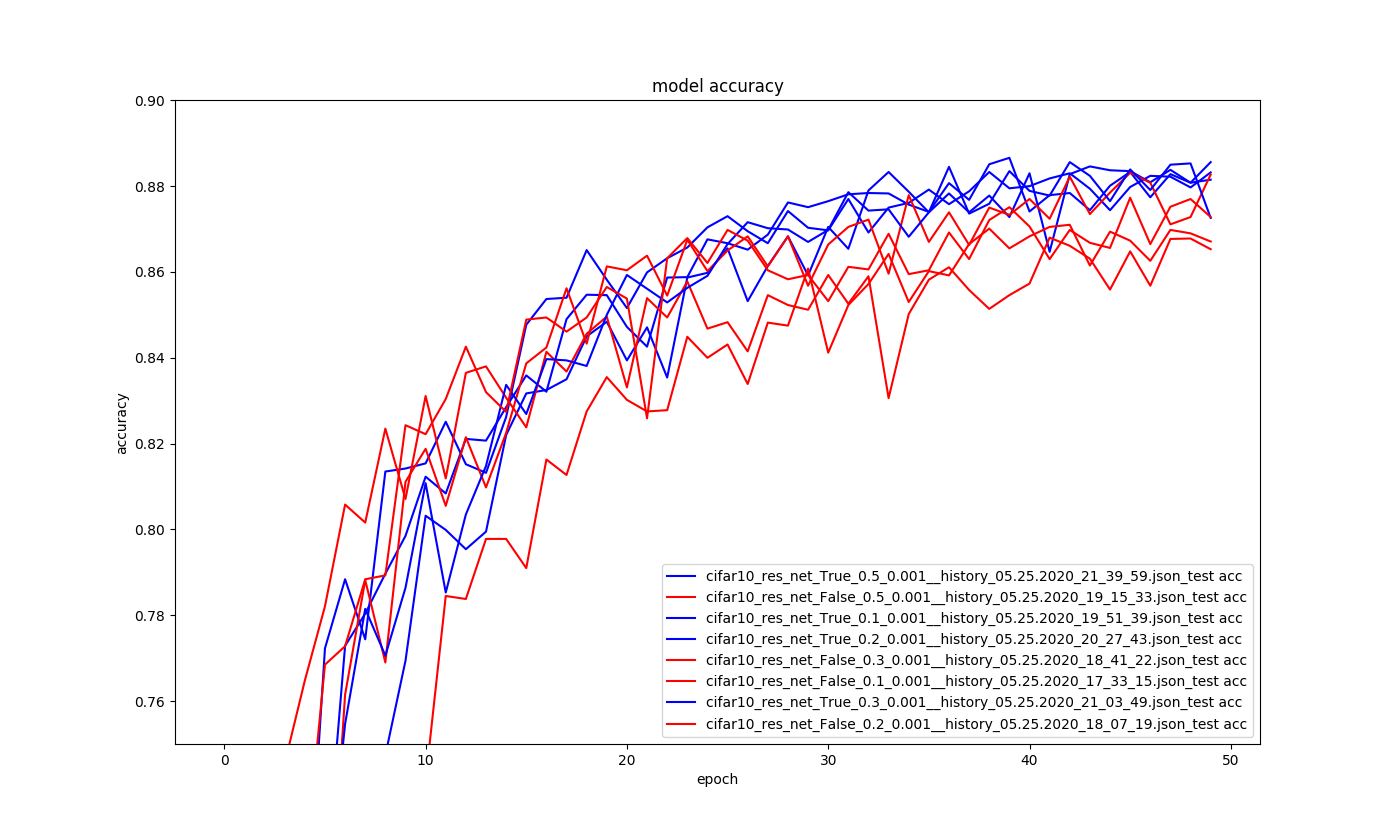 model accuracy
0.90
0.88
0.86
0.84
0.82
0.80
0.78
0.76
accuracy
cifar10_res_net_True_0.5_0.001__history_05.25.2020_21_39_59.json_test acc
cifar10_res_net_False_0.5_0.001__history_05.25.2020_19_15_33.json_test acc
cifar10_res_net_True_0.1_0.001__history_05.25.2020_19_51_39.json_test acc
cifar10_res_net_True_0.2_0.001__history_05.25.2020_20_27_43.json_test acc
cifar10_res_net_False_0.3_0.001__history_05.25.2020_18_41_22.json_test acc
cifar10_res_net_False_0.1_0.001__history_05.25.2020_17_33_15.json_test acc
cifar10_res_net_True_0.3_0.001__history_05.25.2020_21_03_49.json_test acc
cifar10_res_net_False_0.2_0.001__history_05.25.2020_18_07_19.json_test acc
0 10 20 30 40 50
epoch